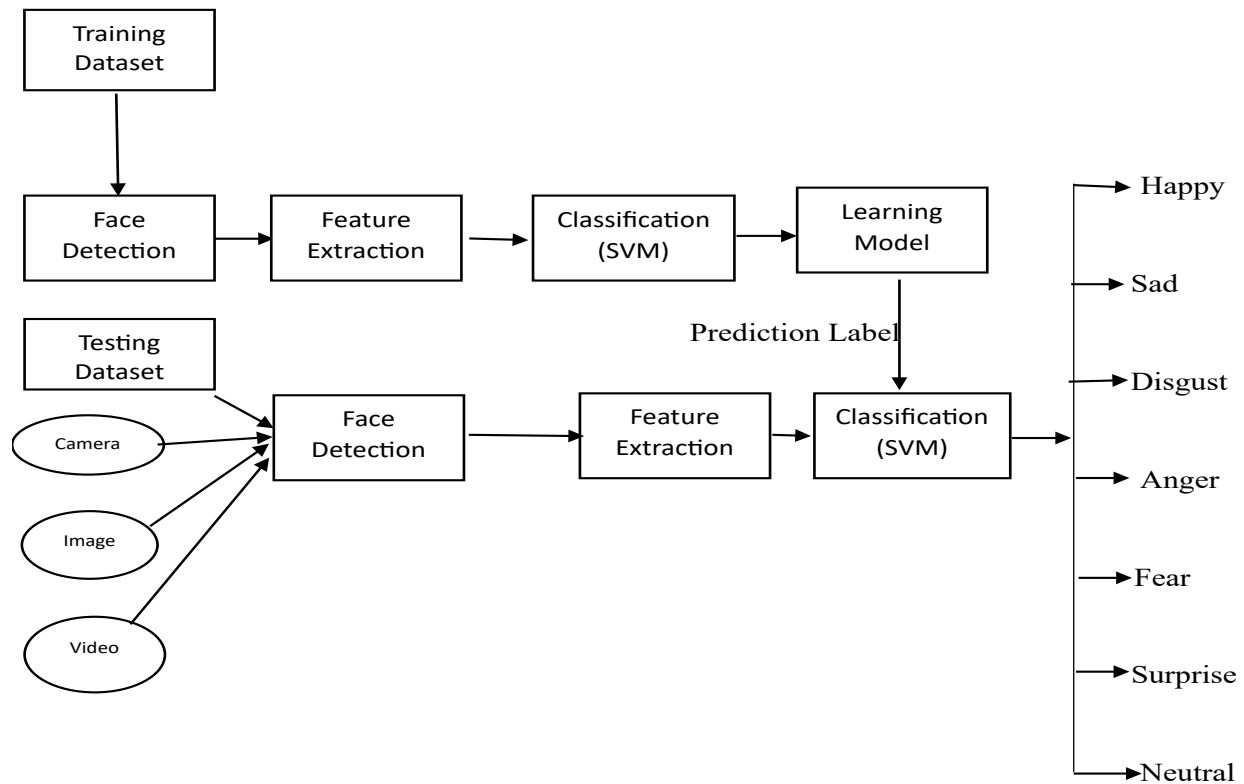 Training
Dataset
Face
Detection
Feature
Extraction
Classification
(SVM)
Learning
Model
Prediction Label
Testing
Dataset
Camera
Image
Video
Face
Detection
Feature
Extraction
Classification
(SVM)
Happy
Sad
Disgust
Anger
Fear
Surprise
Neutral